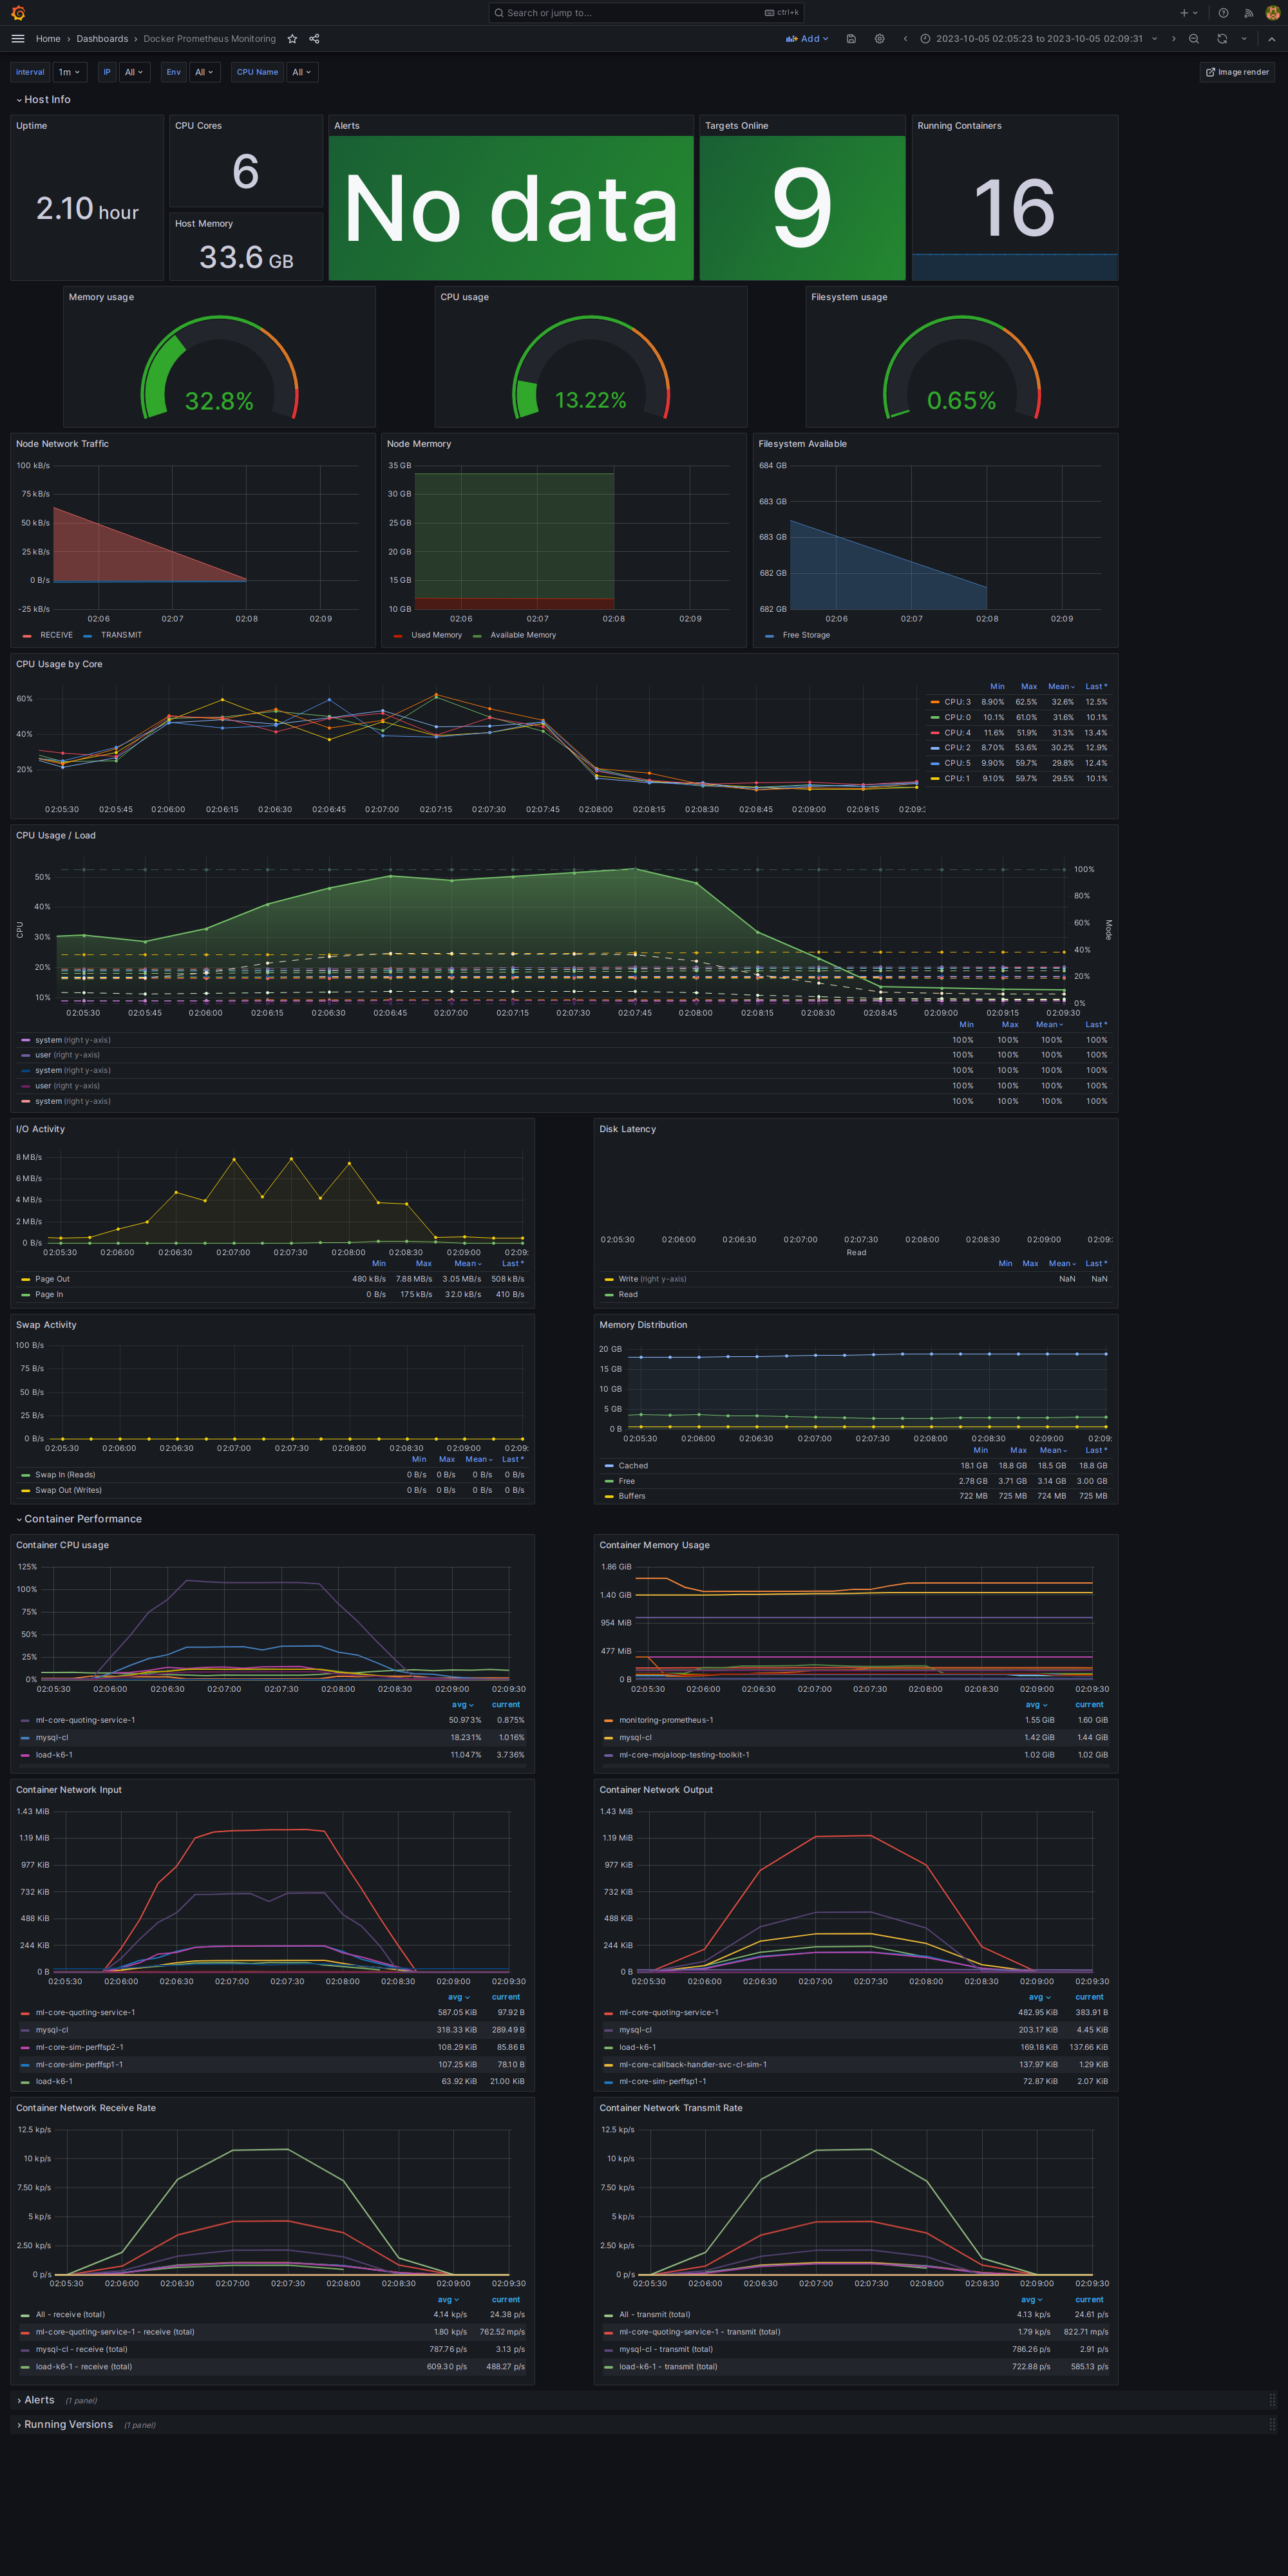 Search or jump to...
ctrl+k
Home › Dashboards › Docker Prometheus Monitoring
Add
2023-10-05 02:05:23 to 2023-10-05 02:09:31
interval 1m IP All Env All CPU Name All
Image render
Host Info
Uptime
2.10 hour
CPU Cores
6
Host Memory
33.6 GB
Alerts
No data
Targets Online
9
Running Containers
16
Memory usage
32.8%
CPU usage
13.22%
Filesystem usage
0.65%
Node Network Traffic
100 kB/s
75 kB/s
50 kB/s
25 kB/s
0 B/s
-25 kB/s
02:06 02:07 02:08 02:09
RECEIVE TRANSMIT
Node Mermory
35 GB
30 GB
25 GB
20 GB
15 GB
10 GB
02:06 02:07 02:08 02:09
Used Memory Available Memory
Filesystem Available
684 GB
683 GB
683 GB
682 GB
682 GB
02:06 02:07 02:08 02:09
Free Storage
CPU Usage by Core
60%
40%
20%
02:05:30 02:05:45 02:06:00 02:06:15 02:06:30 02:06:45 02:07:00 02:07:15 02:07:30 02:07:45 02:08:00 02:08:15 02:08:30 02:08:45 02:09:00 02:09:15 02:09:
Min Max Mean Last *
CPU: 3 8.90% 62.5% 32.6% 12.5%
CPU: 0 10.1% 61.0% 31.6% 10.1%
CPU: 4 11.6% 51.9% 31.3% 13.4%
CPU: 2 8.70% 53.6% 30.2% 12.9%
CPU: 5 9.90% 59.7% 29.8% 12.4%
CPU: 1 9.10% 59.7% 29.5% 10.1%
CPU Usage / Load
CPU
50%
40%
30%
20%
10%
100%
80%
60%
40%
20%
0%
Mode
02:05:30 02:05:45 02:06:00 02:06:15 02:06:30 02:06:45 02:07:00 02:07:15 02:07:30 02:07:45 02:08:00 02:08:15 02:08:30 02:08:45 02:09:00 02:09:15 02:09:30
Min Max Mean Last *
system (right y-axis) 100% 100% 100% 100%
user (right y-axis) 100% 100% 100% 100%
system (right y-axis) 100% 100% 100% 100%
user (right y-axis) 100% 100% 100% 100%
system (right y-axis) 100% 100% 100% 100%
I/O Activity
8 MB/s
6 MB/s
4 MB/s
2 MB/s
0 B/s
02:05:30 02:06:00 02:06:30 02:07:00 02:07:30 02:08:00 02:08:30 02:09:00 02:09:
Min Max Mean Last *
Page Out 480 kB/s 7.88 MB/s 3.05 MB/s 508 kB/s
Page In 0 B/s 175 kB/s 32.0 kB/s 410 B/s
Disk Latency
02:05:30 02:06:00 02:06:30 02:07:00 02:07:30 02:08:00 02:08:30 02:09:00 02:09:
Read
Min Max Mean Last *
Write (right y-axis) NaN NaN
Read
Swap Activity
100 B/s
75 B/s
50 B/s
25 B/s
0 B/s
02:05:30 02:06:00 02:06:30 02:07:00 02:07:30 02:08:00 02:08:30 02:09:00 02:09:
Min Max Mean Last *
Swap In (Reads) 0 B/s 0 B/s 0 B/s 0 B/s
Swap Out (Writes) 0 B/s 0 B/s 0 B/s 0 B/s
Memory Distribution
20 GB
15 GB
10 GB
5 GB
0 B
02:05:30 02:06:00 02:06:30 02:07:00 02:07:30 02:08:00 02:08:30 02:09:00 02:09:
Min Max Mean Last *
Cached 18.1 GB 18.8 GB 18.5 GB 18.8 GB
Free 2.78 GB 3.71 GB 3.14 GB 3.00 GB
Buffers 722 MB 725 MB 724 MB 725 MB
Container Performance
Container CPU usage
125%
100%
75%
50%
25%
0%
02:05:30 02:06:00 02:06:30 02:07:00 02:07:30 02:08:00 02:08:30 02:09:00 02:09:30
avg current
ml-core-quoting-service-1 50.973% 0.875%
mysql-cl 18.231% 1.016%
load-k6-1 11.047% 3.736%
Container Memory Usage
1.86 GiB
1.40 GiB
954 MiB
477 MiB
0 B
02:05:30 02:06:00 02:06:30 02:07:00 02:07:30 02:08:00 02:08:30 02:09:00 02:09:30
avg current
monitoring-prometheus-1 1.55 GiB 1.60 GiB
mysql-cl 1.42 GiB 1.44 GiB
ml-core-mojaloop-testing-toolkit-1 1.02 GiB 1.02 GiB
Container Network Input
1.43 MiB
1.19 MiB
977 KiB
732 KiB
488 KiB
244 KiB
0 B
02:05:30 02:06:00 02:06:30 02:07:00 02:07:30 02:08:00 02:08:30 02:09:00 02:09:30
avg current
ml-core-quoting-service-1 587.05 KiB 97.92 B
mysql-cl 318.33 KiB 289.49 B
ml-core-sim-perffsp2-1 108.29 KiB 85.86 B
ml-core-sim-perffsp1-1 107.25 KiB 78.10 B
load-k6-1 63.92 KiB 21.00 KiB
Container Network Output
1.43 MiB
1.19 MiB
977 KiB
732 KiB
488 KiB
244 KiB
0 B
02:05:30 02:06:00 02:06:30 02:07:00 02:07:30 02:08:00 02:08:30 02:09:00 02:09:30
avg current
ml-core-quoting-service-1 482.95 KiB 383.91 B
mysql-cl 203.17 KiB 4.45 KiB
load-k6-1 169.18 KiB 137.66 KiB
ml-core-callback-handler-svc-cl-sim-1 137.97 KiB 1.29 KiB
ml-core-sim-perffsp1-1 72.87 KiB 2.07 KiB
Container Network Receive Rate
12.5 kp/s
10 kp/s
7.50 kp/s
5 kp/s
2.50 kp/s
0 p/s
02:05:30 02:06:00 02:06:30 02:07:00 02:07:30 02:08:00 02:08:30 02:09:00 02:09:30
avg current
All - receive (total) 4.14 kp/s 24.38 p/s
ml-core-quoting-service-1 - receive (total) 1.80 kp/s 762.52 mp/s
mysql-cl - receive (total) 787.76 p/s 3.13 p/s
load-k6-1 - receive (total) 609.30 p/s 488.27 p/s
Container Network Transmit Rate
12.5 kp/s
10 kp/s
7.50 kp/s
5 kp/s
2.50 kp/s
0 p/s
02:05:30 02:06:00 02:06:30 02:07:00 02:07:30 02:08:00 02:08:30 02:09:00 02:09:30
avg current
All - transmit (total) 4.13 kp/s 24.61 p/s
ml-core-quoting-service-1 - transmit (total) 1.79 kp/s 822.71 mp/s
mysql-cl - transmit (total) 786.26 p/s 2.91 p/s
load-k6-1 - transmit (total) 722.88 p/s 585.13 p/s
Alerts (1 panel)
Running Versions (1 panel)